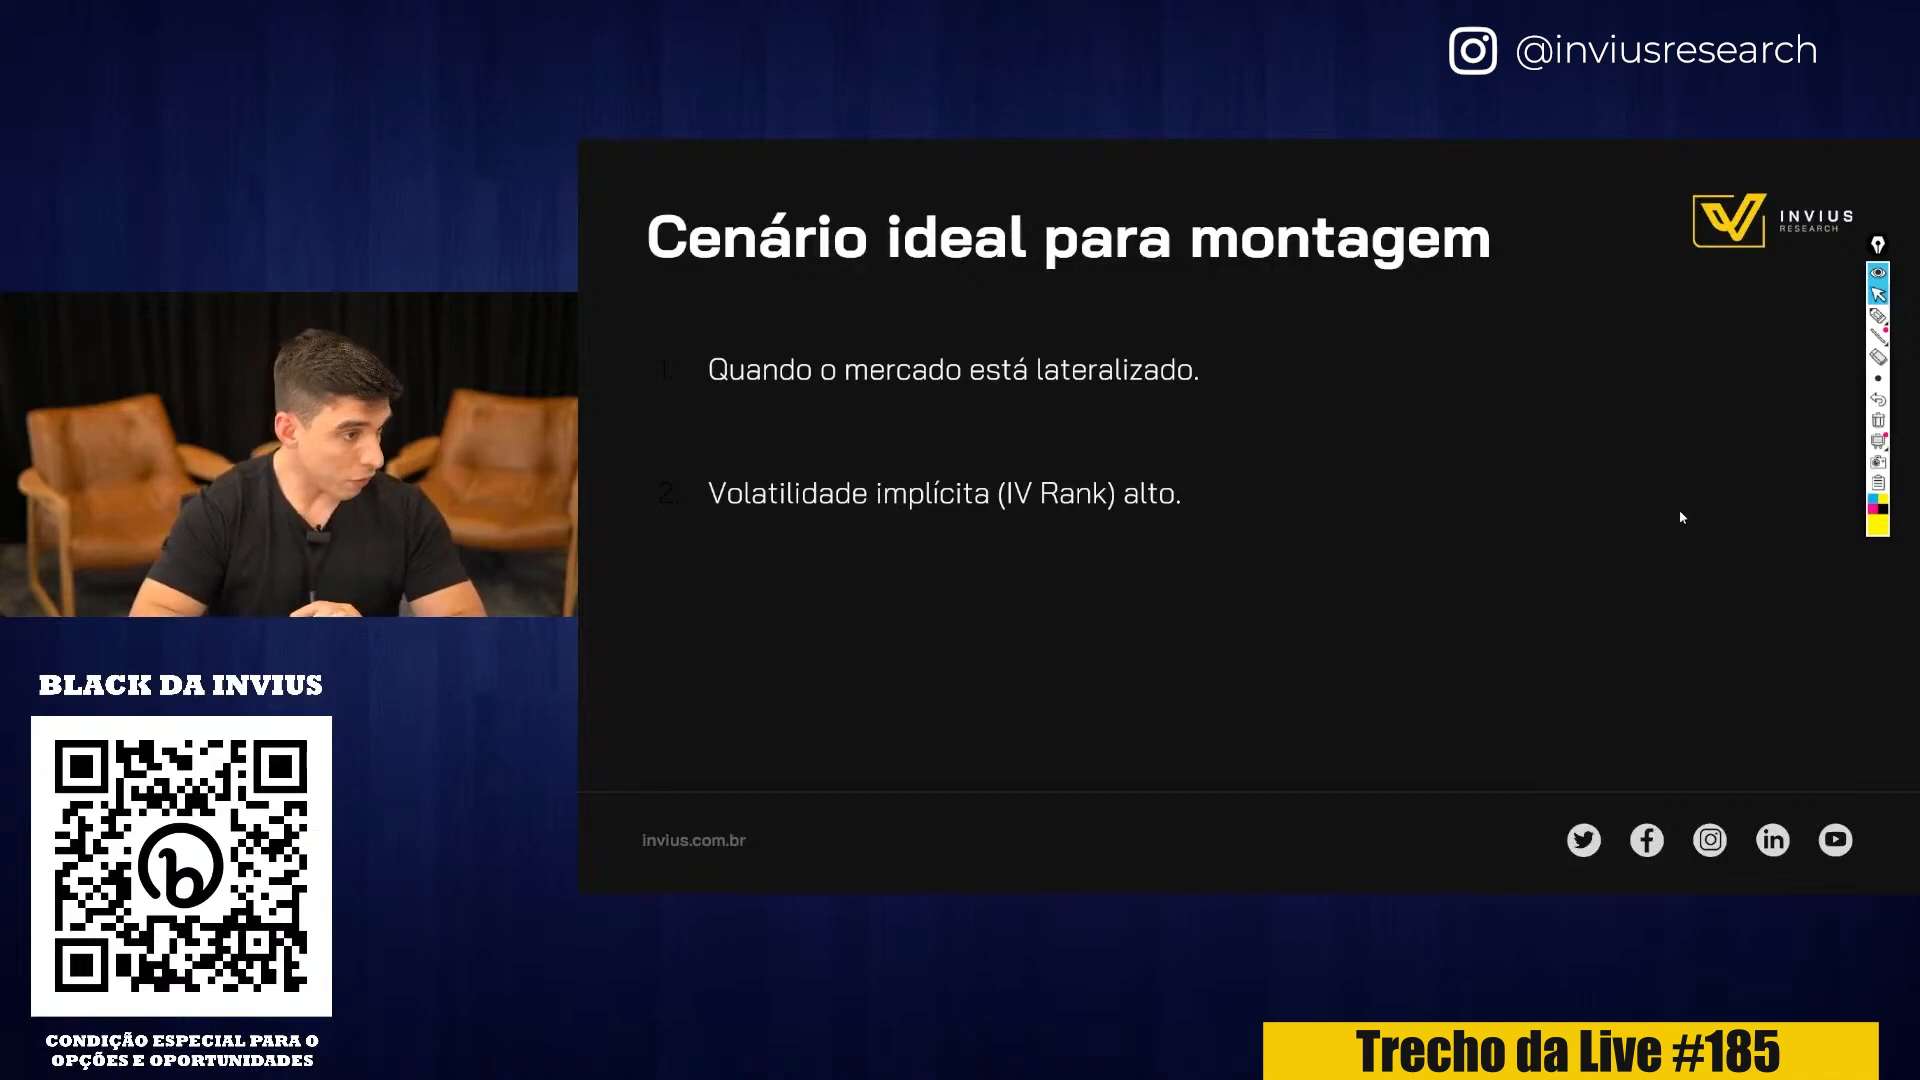 @inviusresearch
Cenário ideal para montagem
INVIUS
RESEARCH
1. Quando o mercado está lateralizado.
2. Volatilidade implícita (IV Rank) alto.
invius.com.br
BLACK DA INVIUS
CONDIÇÃO ESPECIAL PARA O
OPÇÕES E OPORTUNIDADES
Trecho da Live #185